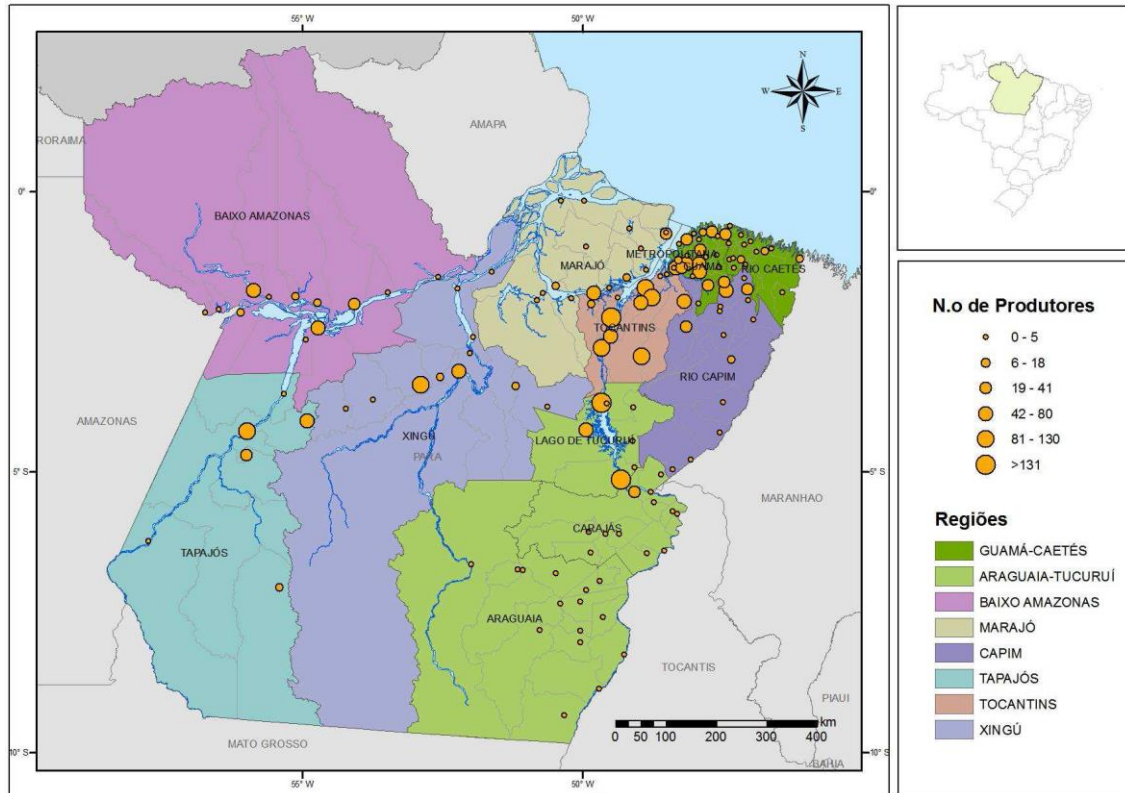 55° W
50° W
N
W
E
S
RORAIMA
AMAPA
0°
0°
BAIXO AMAZONAS
METROPOLITANA
GUAMÁ
RIO CAETÉS
MARAJÓ
TOCANTINS
RIO CAPIM
AMAZONAS
XINGÚ
PARA
LAGO DE TUCURUÍ
5° S
5° S
MARANHAO
TAPAJÓS
CARAJÁS
ARAGUAIA
TOCANTIS
PIAUI
km
0 50 100 200 300 400
10° S
10° S
MATO GROSSO
BAHIA
55° W
50° W
N.o de Produtores
0 - 5
6 - 18
19 - 41
42 - 80
81 - 130
>131
Regiões
GUAMÁ-CAETÉS
ARAGUAIA-TUCURUÍ
BAIXO AMAZONAS
MARAJÓ
CAPIM
TAPAJÓS
TOCANTINS
XINGÚ